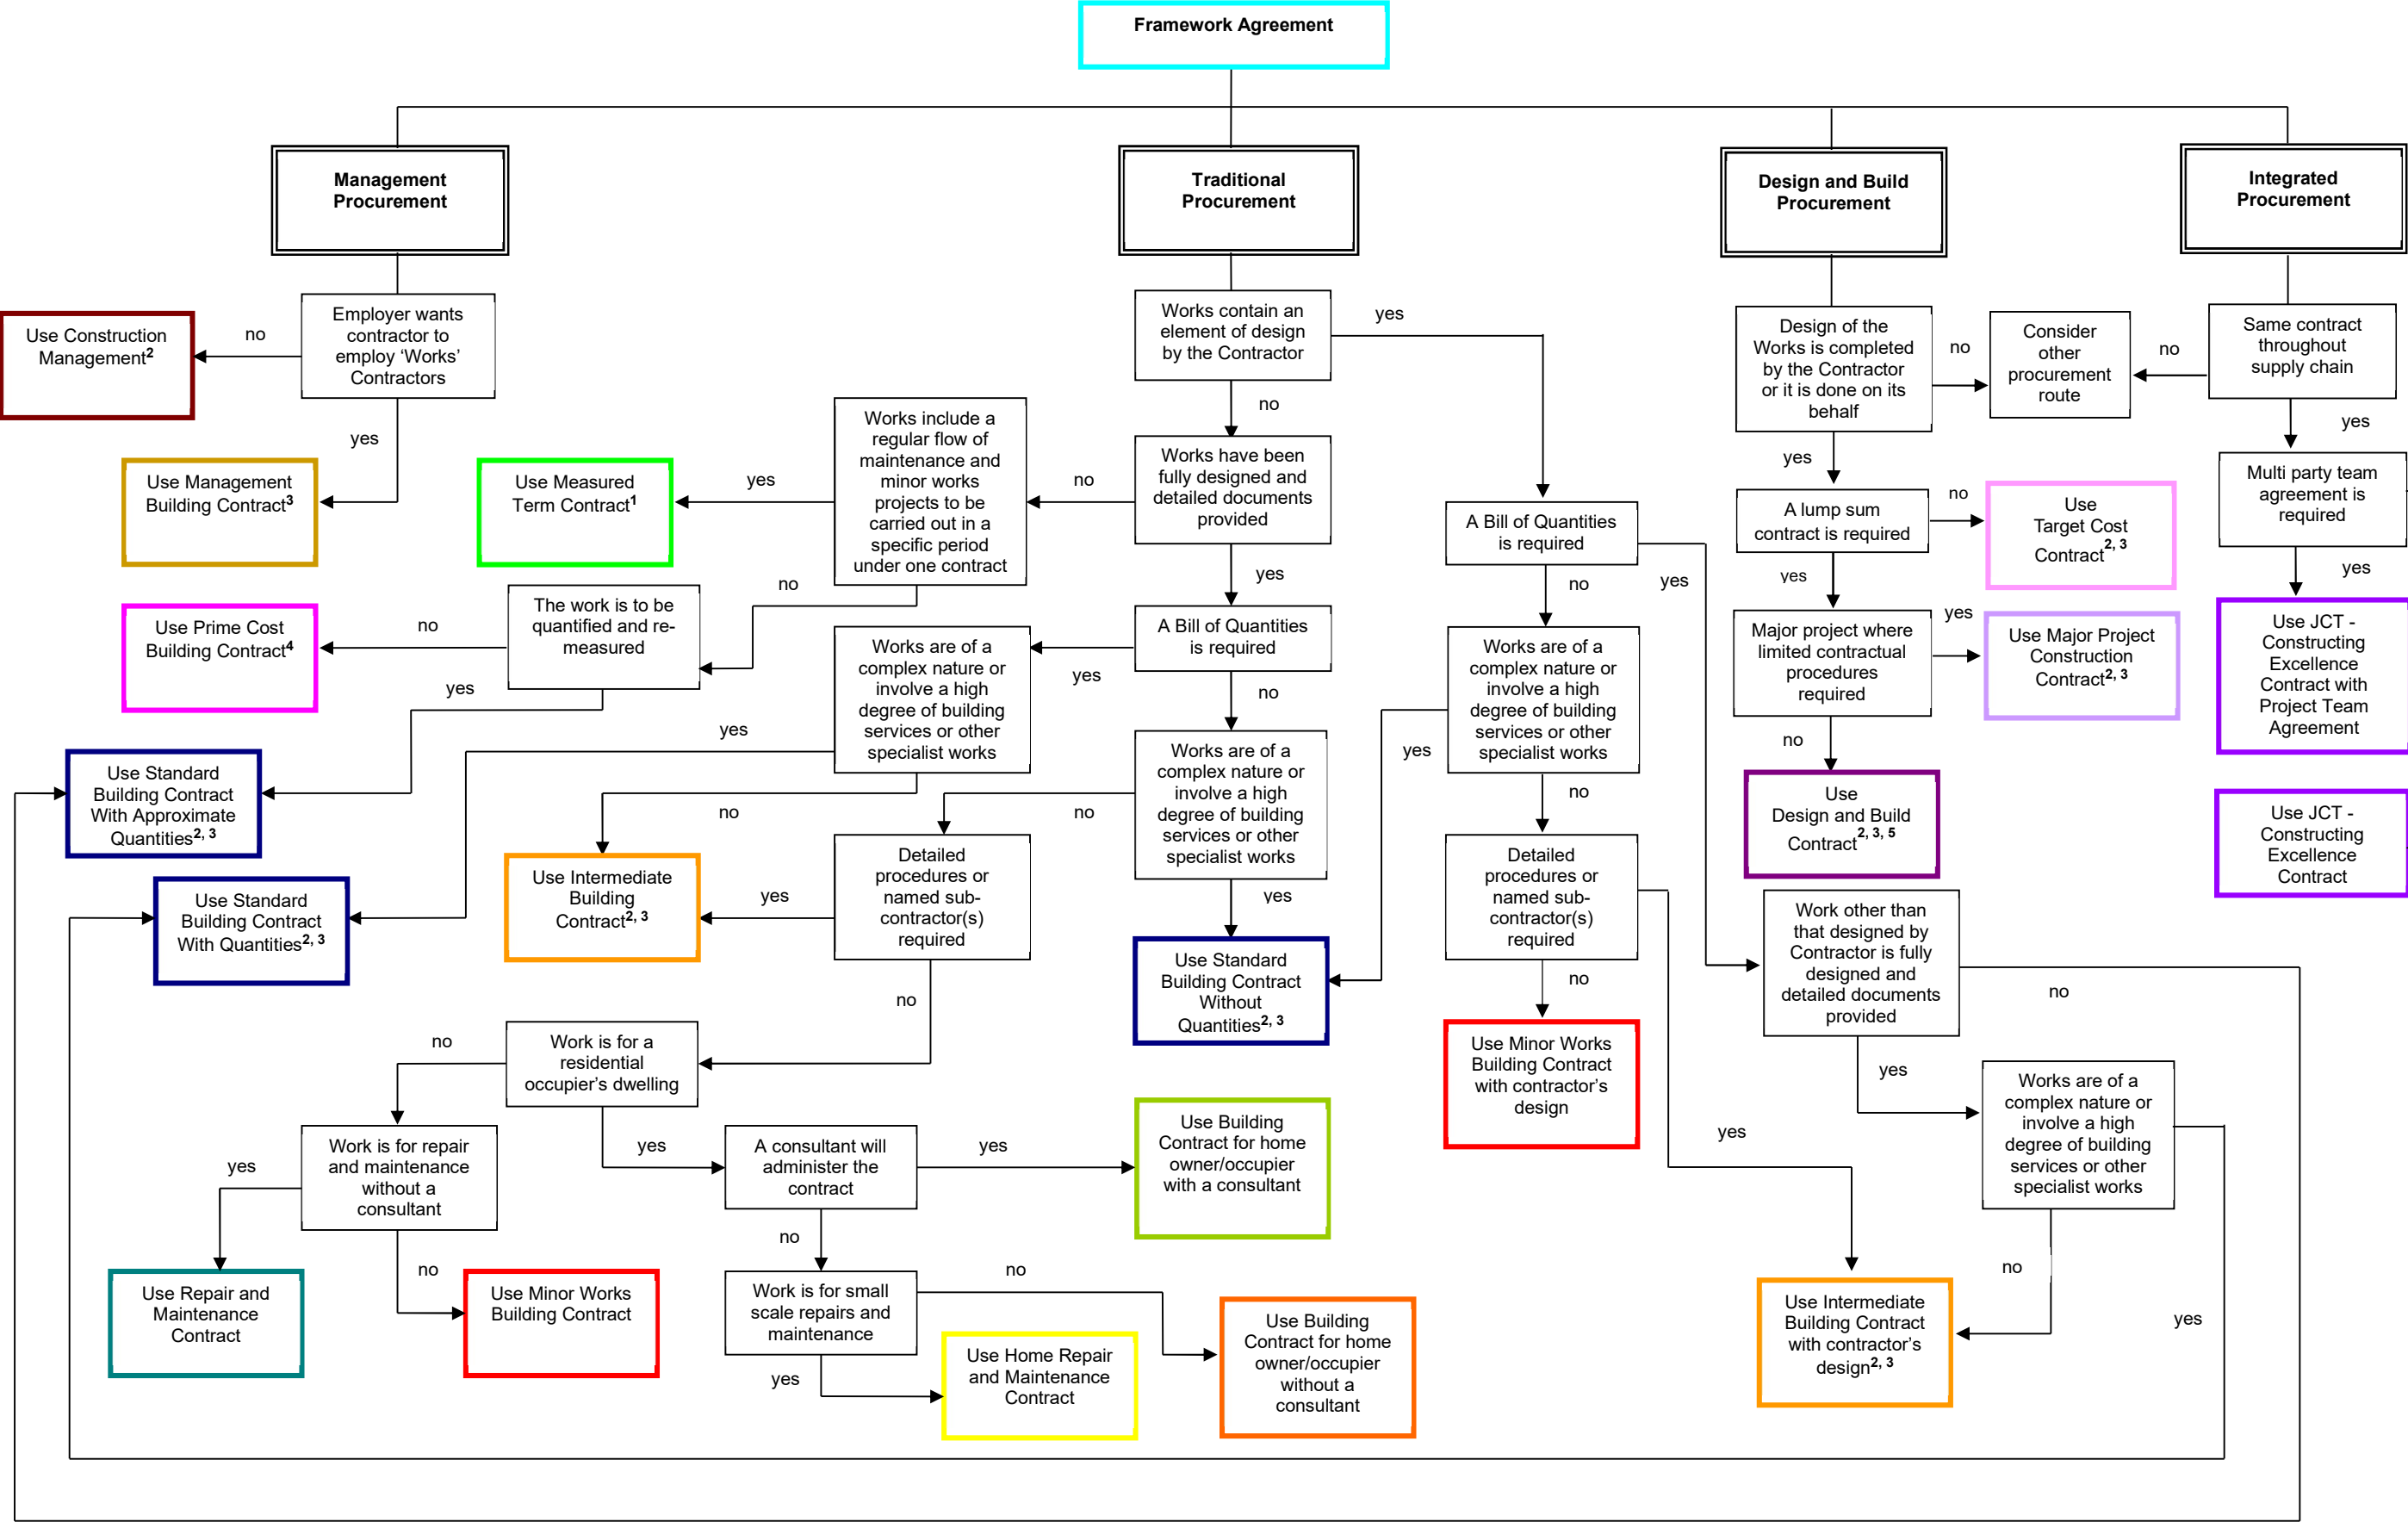 Framework Agreement
Management
Procurement
Traditional
Procurement
Design and Build
Procurement
Integrated
Procurement
Employer wants
contractor to
employ ‘Works’
Contractors
no
Use Construction
Management2
yes
Use Management
Building Contract3
Works contain an
element of design
by the Contractor
yes
no
Works have been
fully designed and
detailed documents
provided
no
Works include a
regular flow of
maintenance and
minor works
projects to be
carried out in a
specific period
under one contract
yes
Use Measured
Term Contract1
no
The work is to be
quantified and re-
measured
no
Use Prime Cost
Building Contract4
yes
Use Standard
Building Contract
With Approximate
Quantities2, 3
yes
A Bill of Quantities
is required
yes
Works are of a
complex nature or
involve a high
degree of building
services or other
specialist works
yes
Use Standard
Building Contract
With Quantities2, 3
no
Use Intermediate
Building
Contract2, 3
no
Works are of a
complex nature or
involve a high
degree of building
services or other
specialist works
yes
Use Standard
Building Contract
Without
Quantities2, 3
no
Detailed
procedures or
named sub-
contractor(s)
required
yes
no
Work is for a
residential
occupier’s dwelling
no
Work is for repair
and maintenance
without a
consultant
yes
Use Repair and
Maintenance
Contract
no
Use Minor Works
Building Contract
yes
A consultant will
administer the
contract
yes
Use Building
Contract for home
owner/occupier
with a consultant
no
Work is for small
scale repairs and
maintenance
no
Use Building
Contract for home
owner/occupier
without a
consultant
yes
Use Home Repair
and Maintenance
Contract
A Bill of Quantities
is required
no
yes
Works are of a
complex nature or
involve a high
degree of building
services or other
specialist works
yes
no
Detailed
procedures or
named sub-
contractor(s)
required
no
Use Minor Works
Building Contract
with contractor’s
design
yes
Work other than
that designed by
Contractor is fully
designed and
detailed documents
provided
no
yes
Works are of a
complex nature or
involve a high
degree of building
services or other
specialist works
no
yes
Use Intermediate
Building Contract
with contractor’s
design2, 3
Design of the
Works is completed
by the Contractor
or it is done on its
behalf
no
Consider
other
procurement
route
yes
A lump sum
contract is required
no
Use
Target Cost
Contract2, 3
yes
Major project where
limited contractual
procedures
required
yes
Use Major Project
Construction
Contract2, 3
no
Use
Design and Build
Contract2, 3, 5
Same contract
throughout
supply chain
no
yes
Multi party team
agreement is
required
yes
Use JCT -
Constructing
Excellence
Contract with
Project Team
Agreement
Use JCT -
Constructing
Excellence
Contract